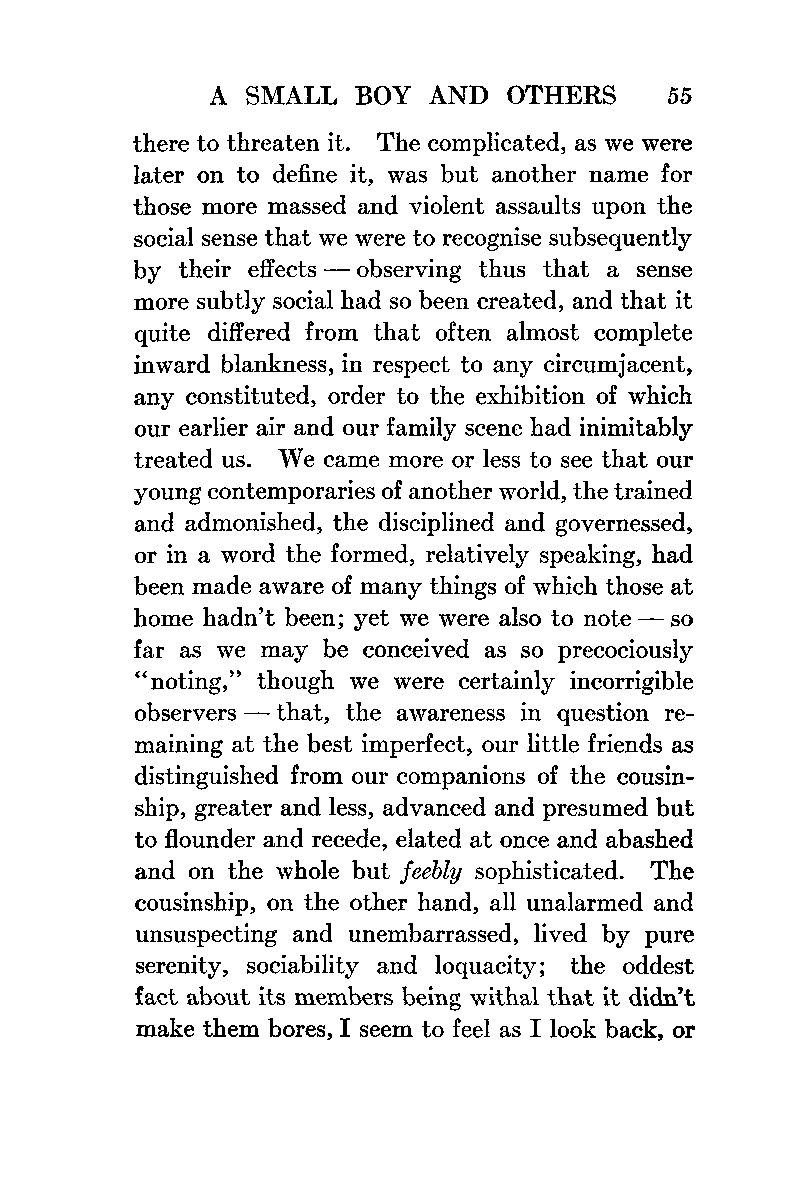 A SMALL BOY AND OTHERS 55
there to threaten it. The complicated, as we were
later on to define it, was but another name for
those more massed and violent assaults upon the
social sense that we were to recognise subsequently
by their effects — observing thus that a sense
more subtly social had so been created, and that it
quite differed from that often almost complete
inward blankness, in respect to any circumjacent,
any constituted, order to the exhibition of which
our earlier air and our family scene had inimitably
treated us. We came more or less to see that our
young contemporaries of another world, the trained
and admonished, the disciplined and governessed,
or in a word the formed, relatively speaking, had
been made aware of many things of which those at
home hadn't been; yet we were also to note — so
far as we may be conceived as so precociously
“noting,” though we were certainly incorrigible
observers — that, the awareness in question re-
maining at the best imperfect, our little friends as
distinguished from our companions of the cousin-
ship, greater and less, advanced and presumed but
to flounder and recede, elated at once and abashed
and on the whole but feebly sophisticated. The
cousinship, on the other hand, all unalarmed and
unsuspecting and unembarrassed, lived by pure
serenity, sociability and loquacity; the oddest
fact about its members being withal that it didn't
make them bores, I seem to feel as I look back, or